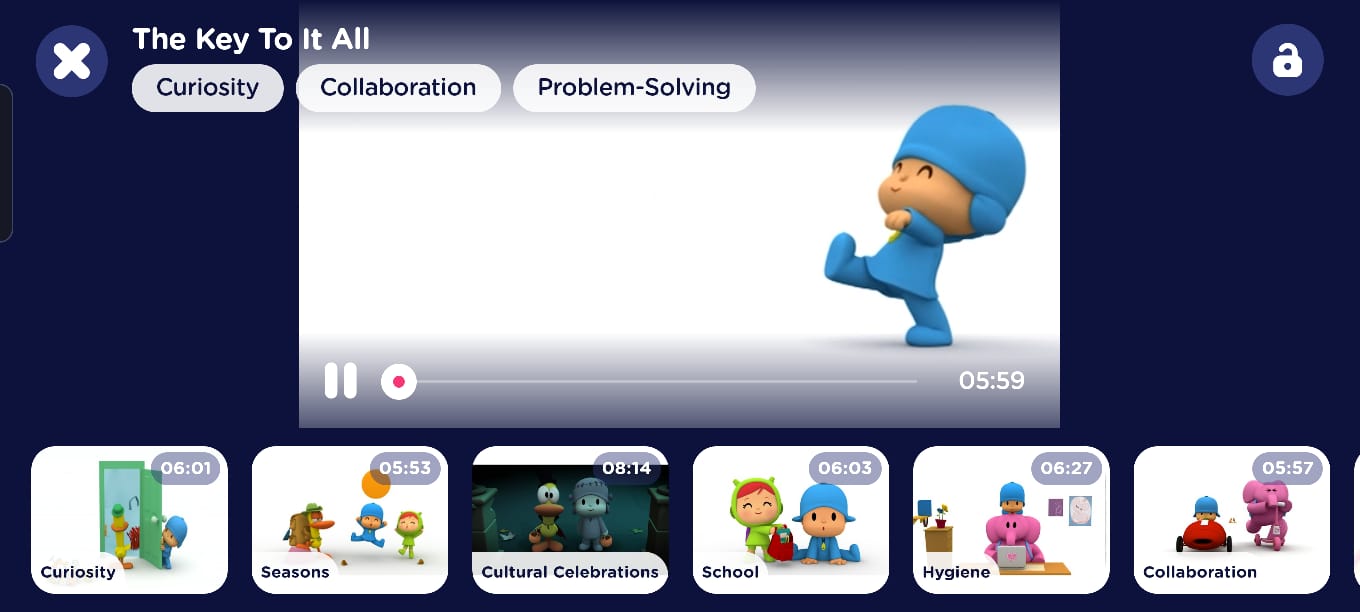 The Key To It All
Curiosity Collaboration Problem-Solving
05:59
06:01 05:53 08:14 06:03 06:27 05:57
Curiosity Seasons Cultural Celebrations School Hygiene Collaboration